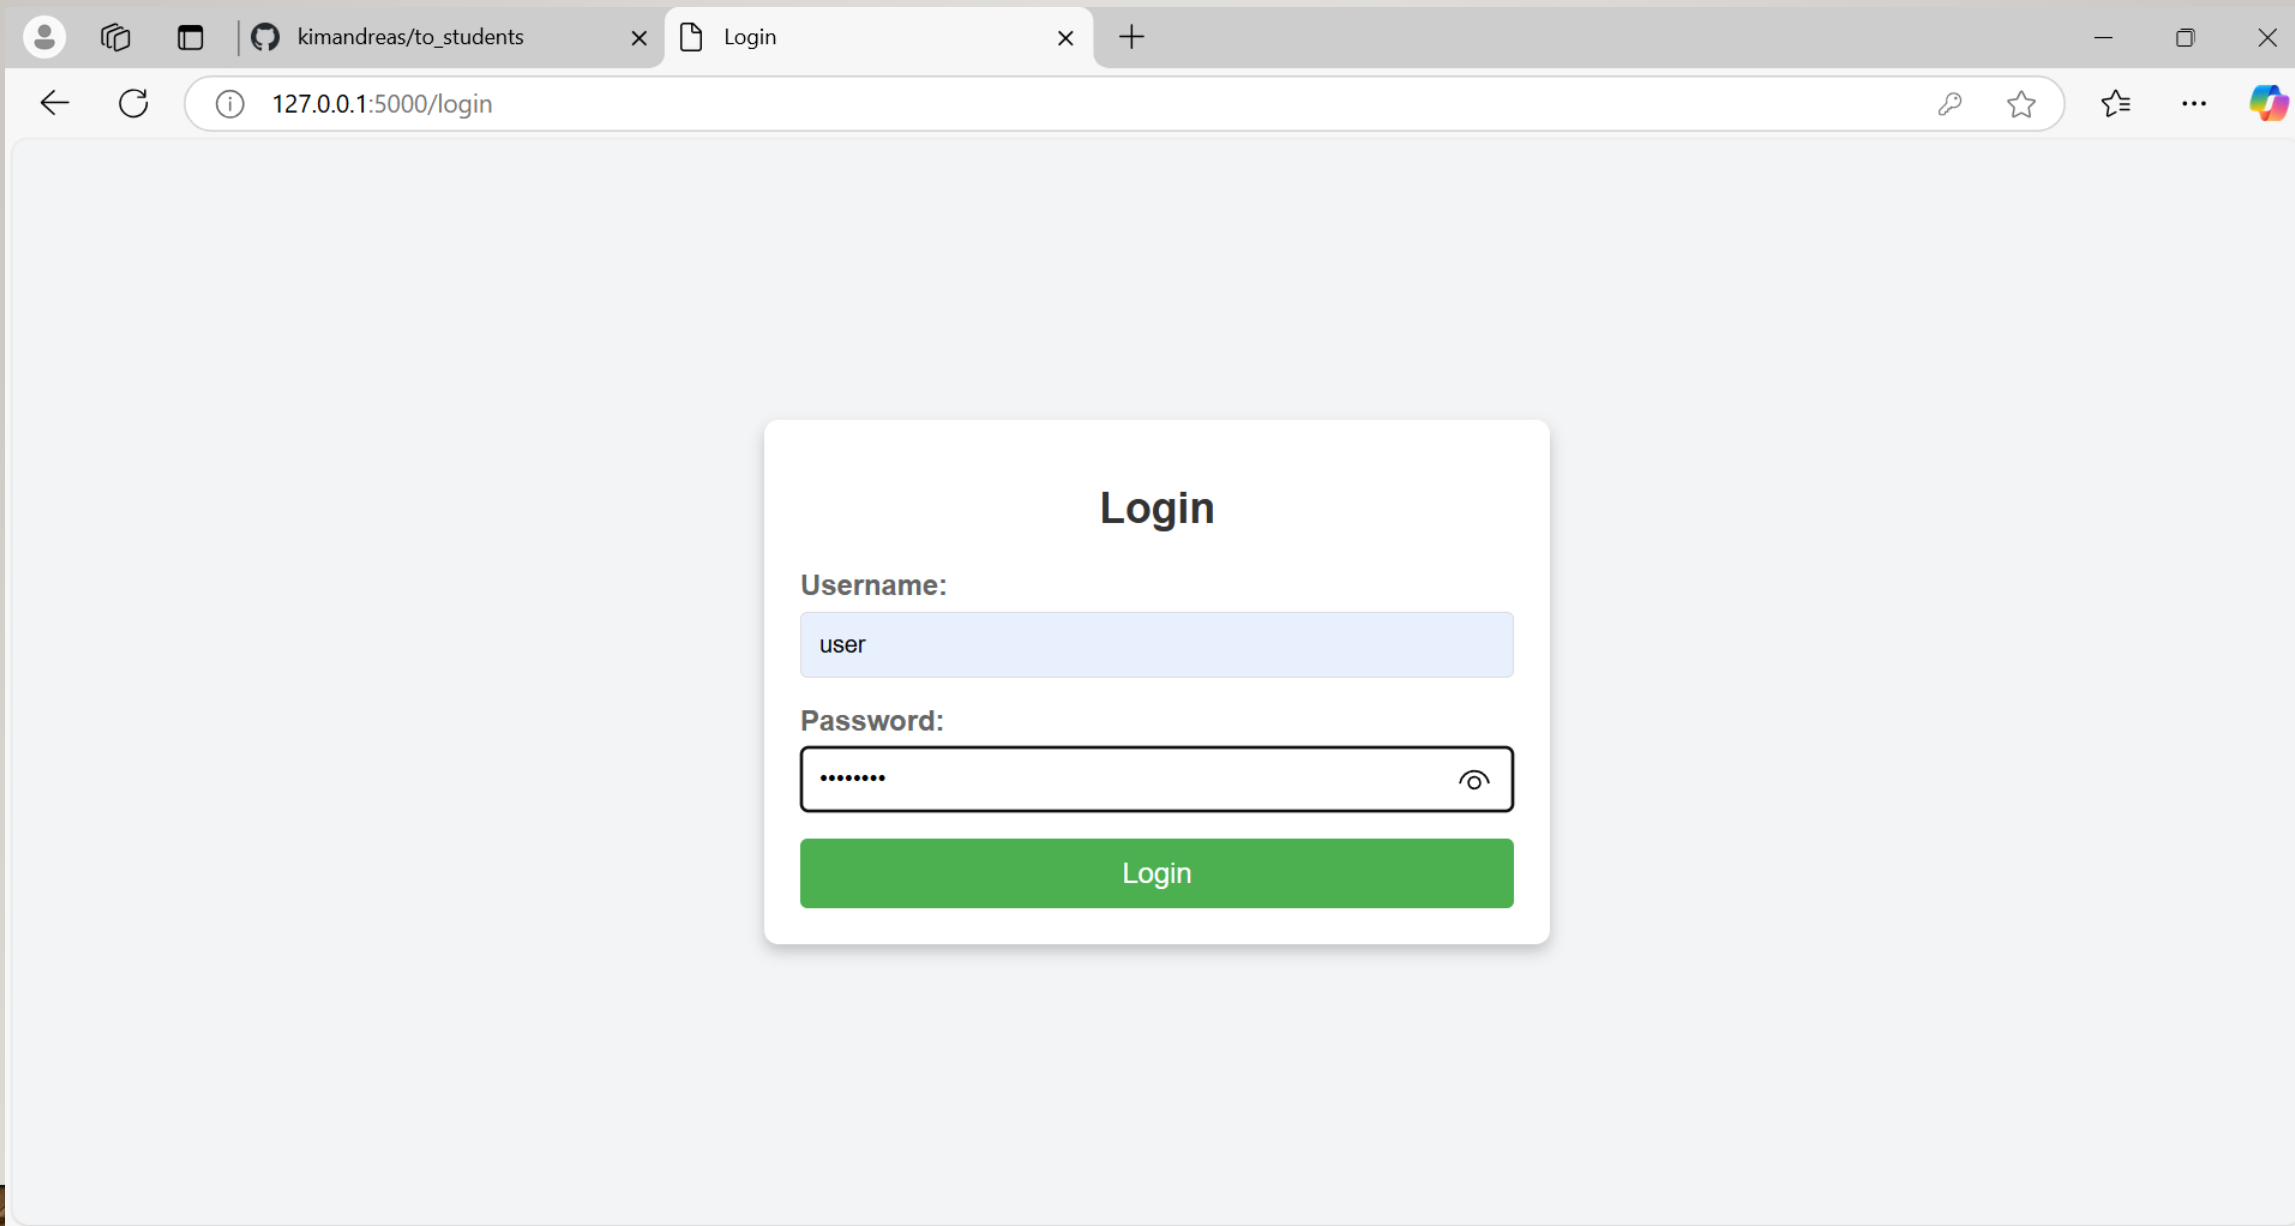 kimandreas/to_students
Login
127.0.0.1:5000/login
Login
Username:
user
Password:
••••••••
Login